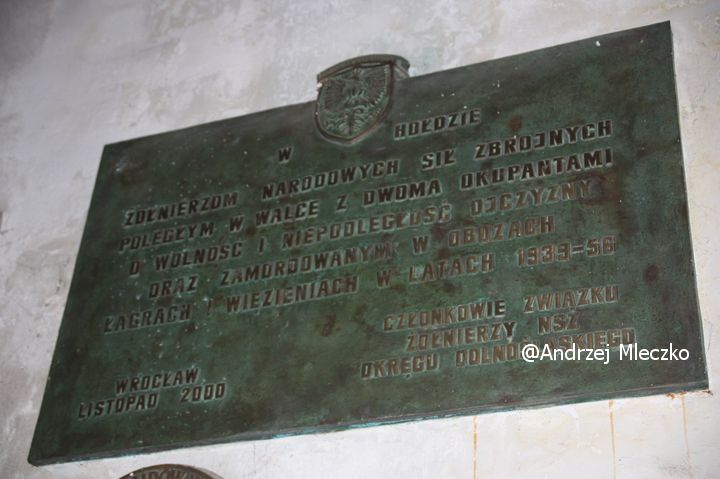 W HOŁDZIE
ŻOŁNIERZOM NARODOWYCH SIŁ ZBROJNYCH
POLEGŁYM W WALCE Z DWOMA OKUPANTAMI
O WOLNOŚĆ I NIEPODLEGŁOŚĆ OJCZYZNY
ORAZ ZAMORDOWANYM W OBOZACH
ŁAGRACH I WIĘZIENIACH W LATACH 1939-56
CZŁONKOWIE ZWIĄZKU
ŻOŁNIERZY NSZ
OKRĘGU DOLNOŚLĄSKIEGO
WROCŁAW
LISTOPAD 2000
@Andrzej Mleczko